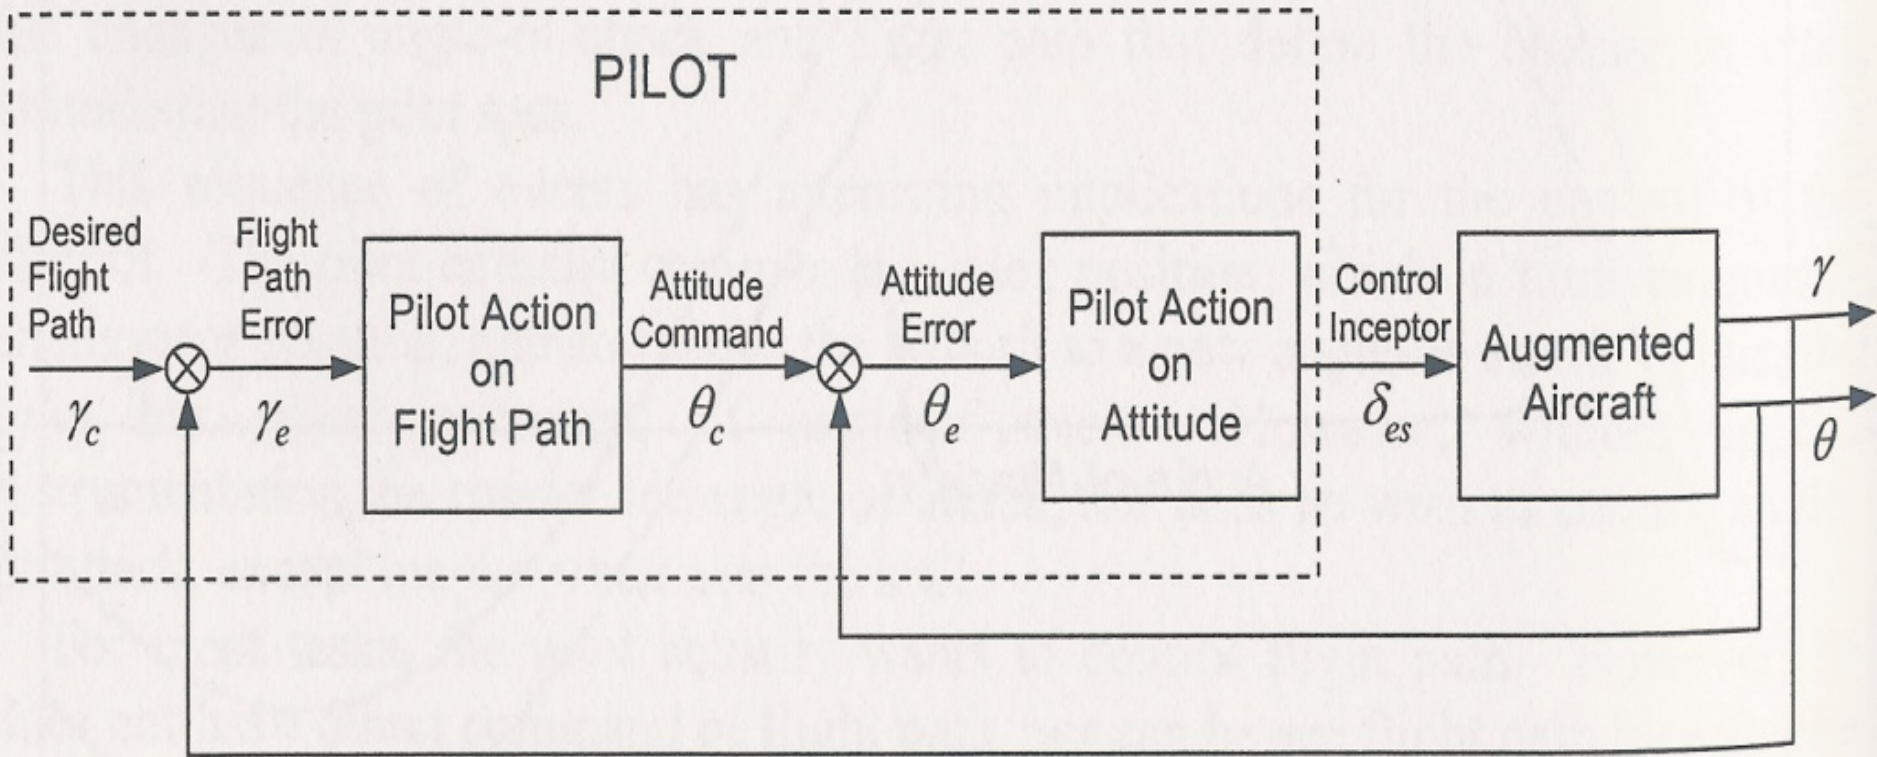 PILOT
Desired
Flight
Path
γc
Flight
Path
Error
γe
Pilot Action
on
Flight Path
Attitude
Command
θc
Attitude
Error
θe
Pilot Action
on
Attitude
Control
Inceptor
δes
Augmented
Aircraft
γ
θ